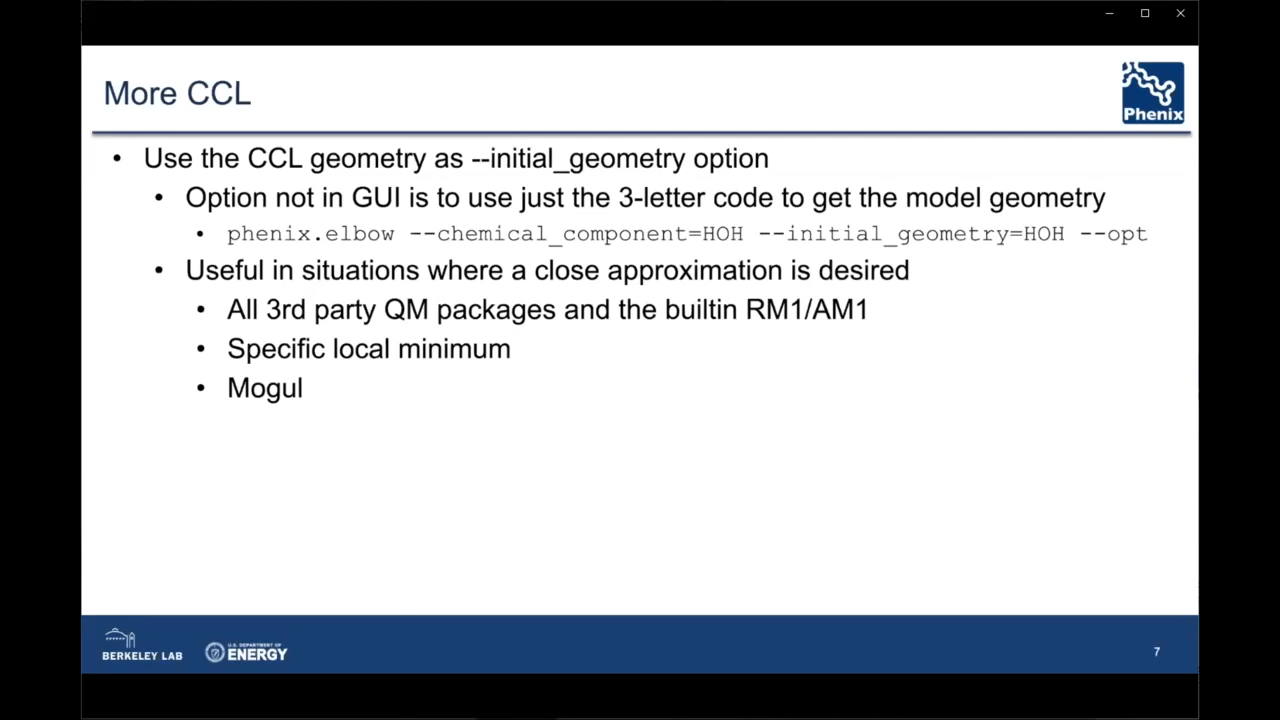 More CCL
Phenix
• Use the CCL geometry as --initial_geometry option
• Option not in GUI is to use just the 3-letter code to get the model geometry
• phenix.elbow --chemical_component=HOH --initial_geometry=HOH --opt
• Useful in situations where a close approximation is desired
• All 3rd party QM packages and the builtin RM1/AM1
• Specific local minimum
• Mogul
BERKELEY LAB
U.S. DEPARTMENT OF
ENERGY
7